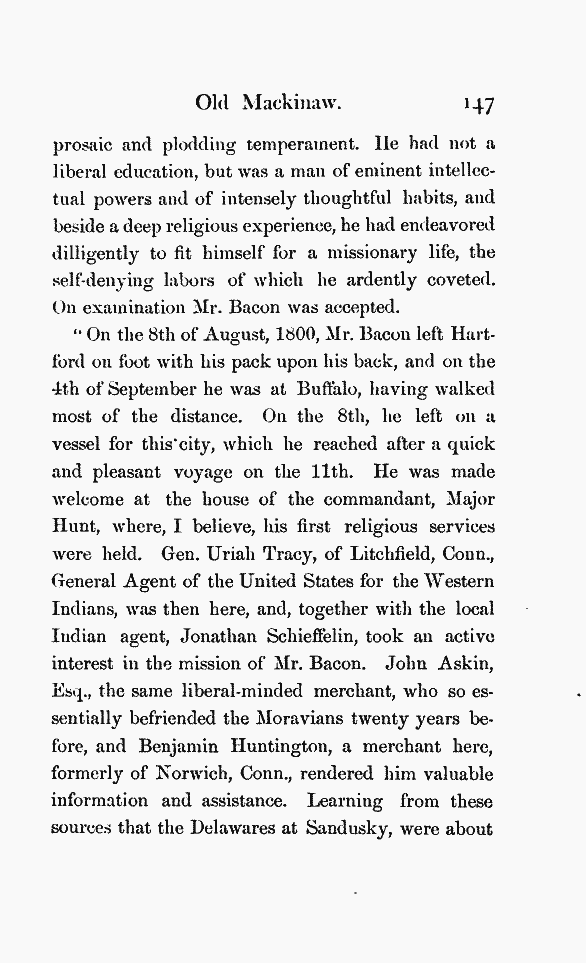 Old Mackinaw. 147
prosaic and plodding temperament. He had not a
liberal education, but was a man of eminent intellec-
tual powers and of intensely thoughtful habits, and
beside a deep religious experience, he had endeavored
dilligently to fit himself for a missionary life, the
self-denying labors of which he ardently coveted.
On examination Mr. Bacon was accepted.
" On the 8th of August, 1800, Mr. Bacon left Hart-
ford on foot with his pack upon his back, and on the
4th of September he was at Buffalo, having walked
most of the distance. On the 8th, he left on a
vessel for this city, which he reached after a quick
and pleasant voyage on the 11th. He was made
welcome at the house of the commandant, Major
Hunt, where, I believe, his first religious services
were held. Gen. Uriah Tracy, of Litchfield, Conn.,
General Agent of the United States for the Western
Indians, was then here, and, together with the local
Indian agent, Jonathan Schieffelin, took an active
interest in the mission of Mr. Bacon. John Askin,
Esq., the same liberal-minded merchant, who so es-
sentially befriended the Moravians twenty years be-
fore, and Benjamin Huntington, a merchant here,
formerly of Norwich, Conn., rendered him valuable
information and assistance. Learning from these
sources that the Delawares at Sandusky, were about